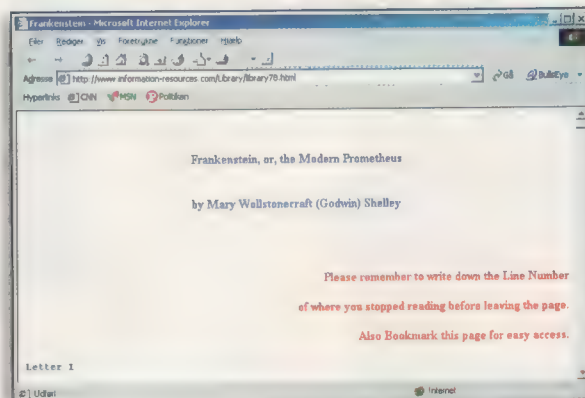 Frankenstein - Microsoft Internet Explorer
Filer Rediger Vis Foretrukne Funktioner Hjælp
Adresse http://www.information-resources.com/Library/library78.html Gå BullsEye
Hyperlinks CNN MSN Politiken
Frankenstein, or, the Modern Prometheus
by Mary Wollstonecraft (Godwin) Shelley
Please remember to write down the Line Number
of where you stopped reading before leaving the page.
Also Bookmark this page for easy access.
Letter 1
Udført Internet